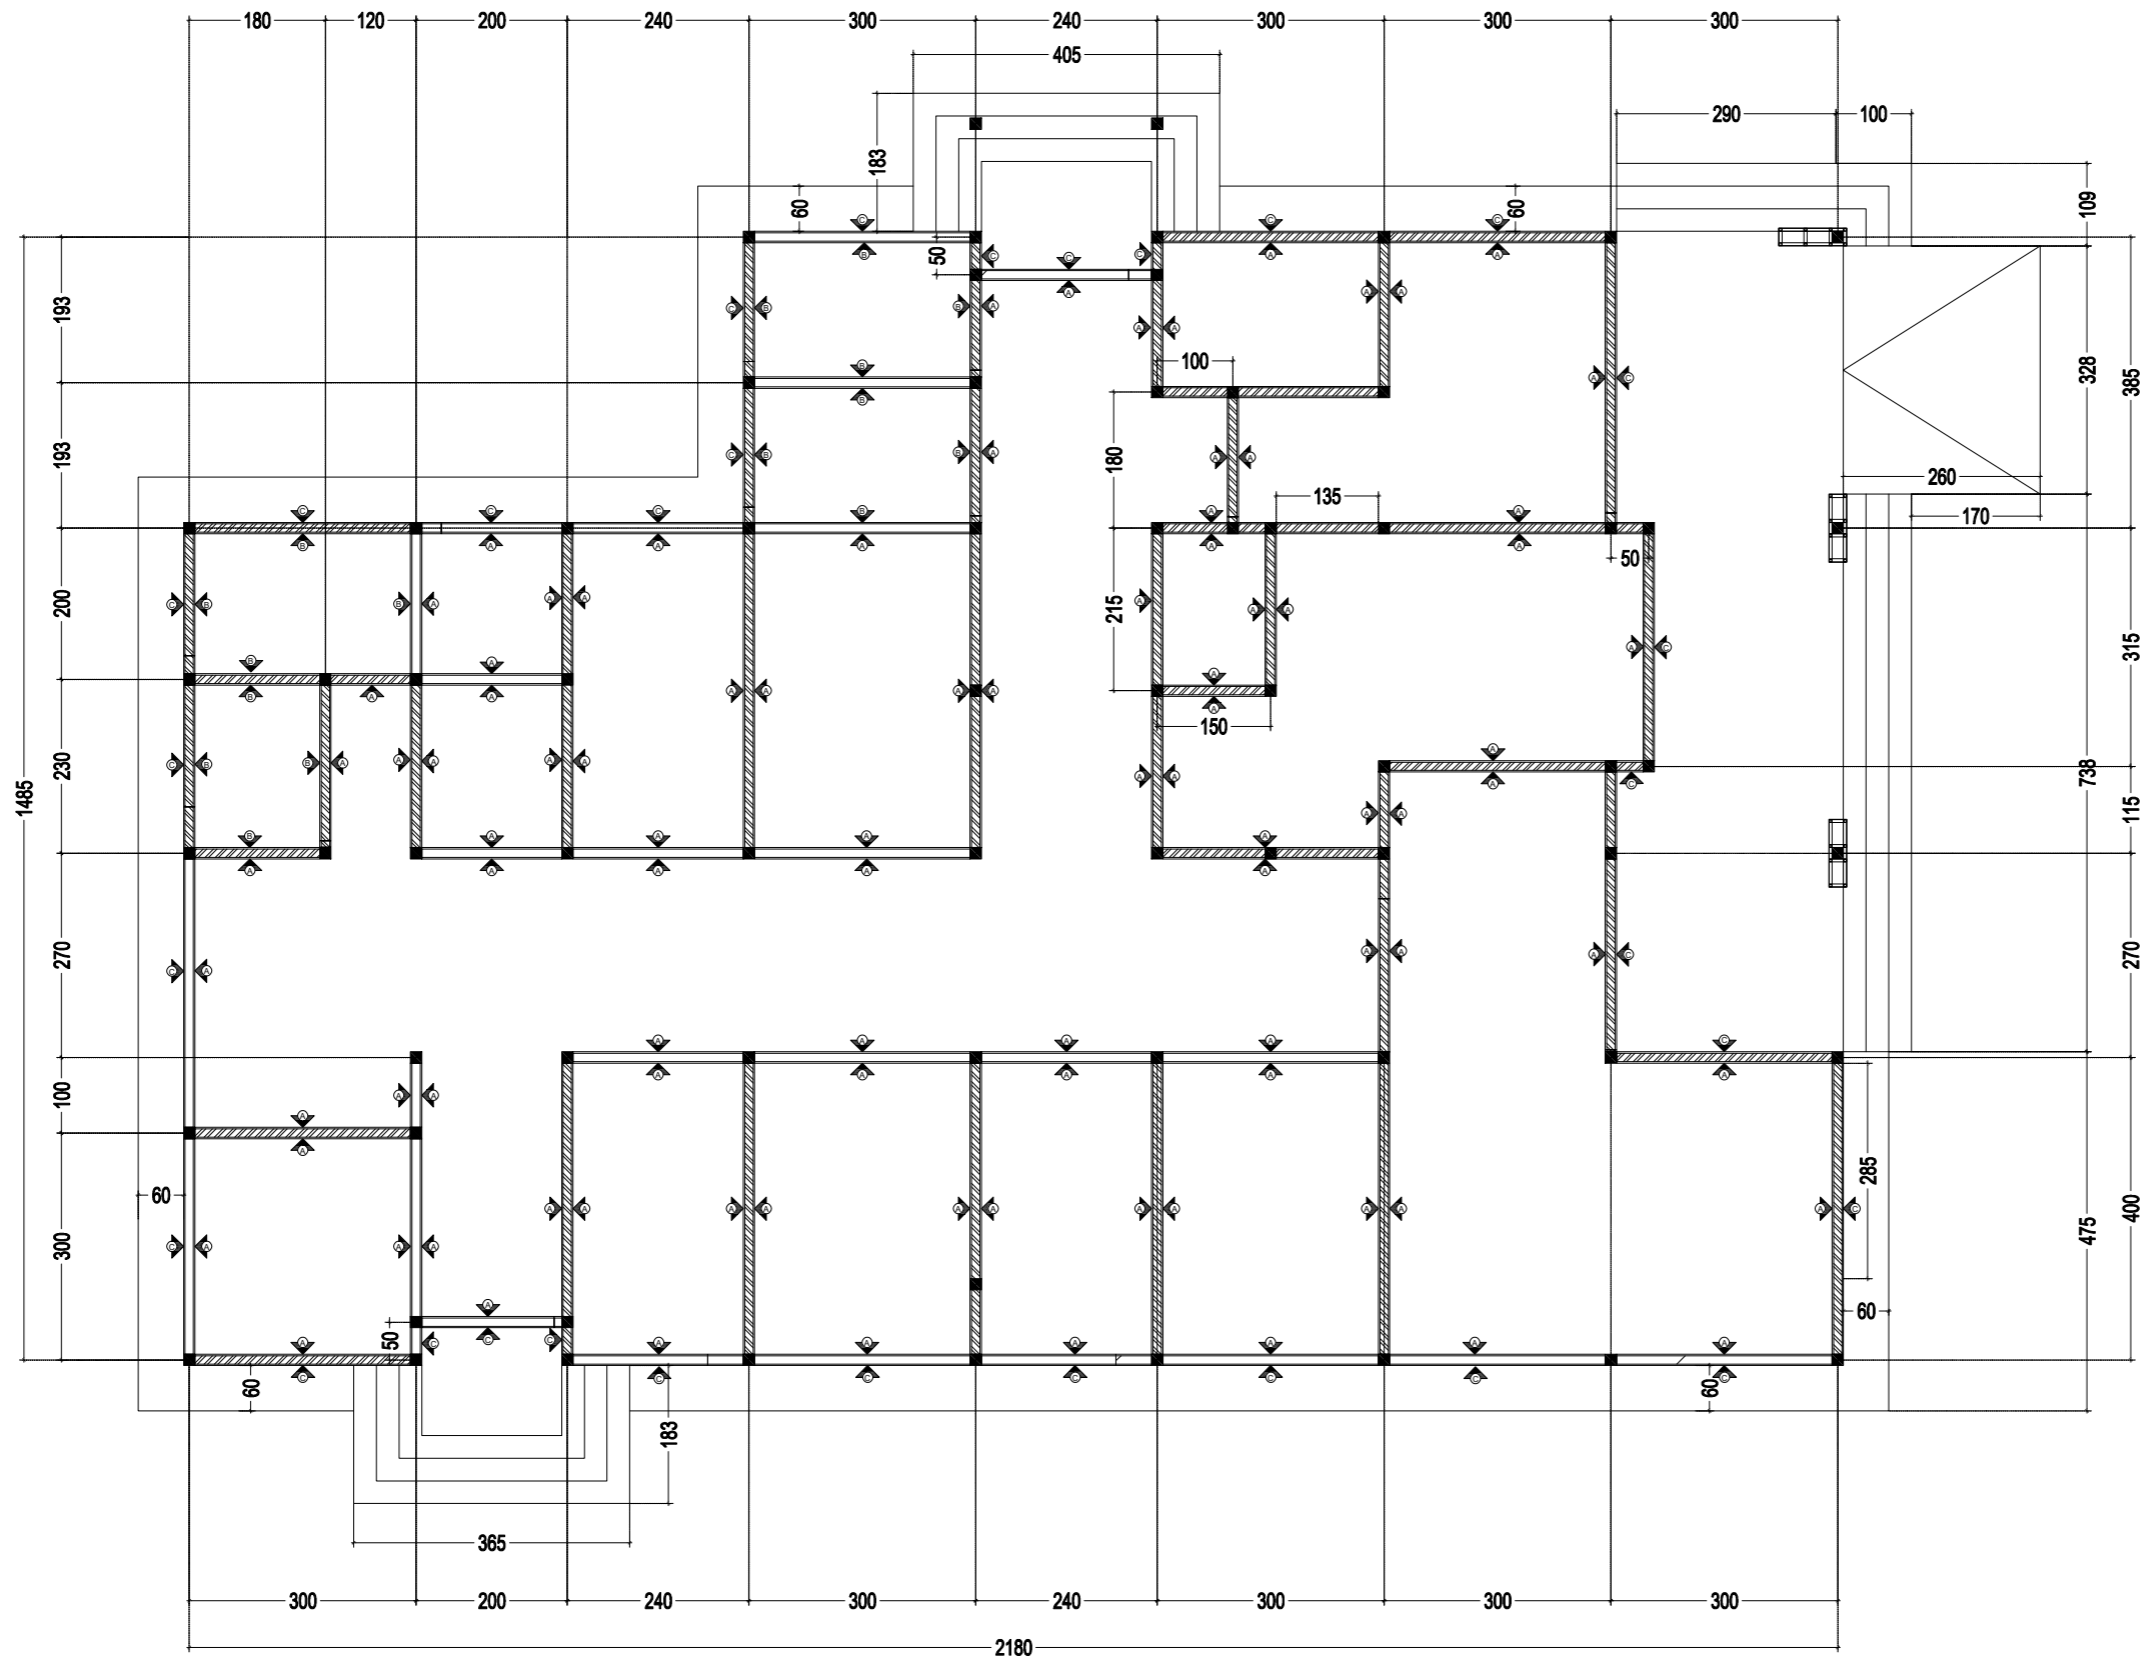 180 120 200 240 300 240 300 300 300
405
290 100
183
60 60 109
C C C
50 C C C
B A A
193 A
A A
C B B A
A A
B 100 328 385
A C
B
193 180 A A
C B B A
260
135 170
C C C B A A
B A A A A A
50
200 C B B A A A A A A
215 A C 315
B A A
B A A A A A A
A
150
1485 230 C B B A A A A A A A A
A C
738
A A 115
B A A A A
A A A A A
270 C A A A A C 270
A A A A C
A A A A C
100 A A
A
A
60 285
A A A A A A A A A A A C 400
300 C A A A 475
60
50 A
C C C
A A A A A A A
C C C C C C C
60 60
183
365
300 200 240 300 240 300 300 300
2180